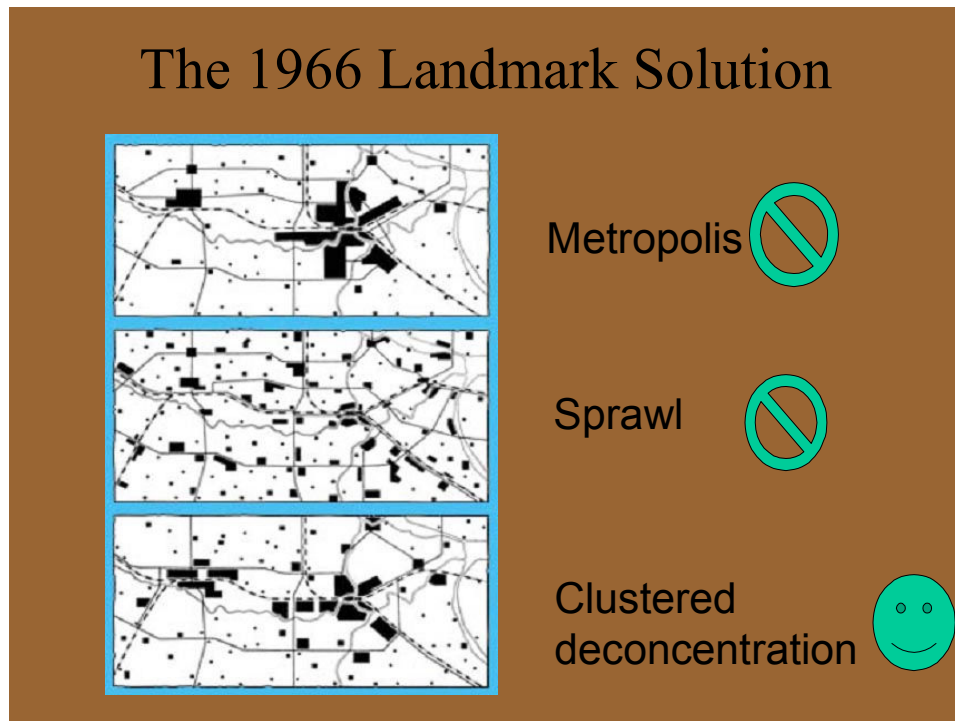 The 1966 Landmark Solution
Metropolis
Sprawl
Clustered
deconcentration